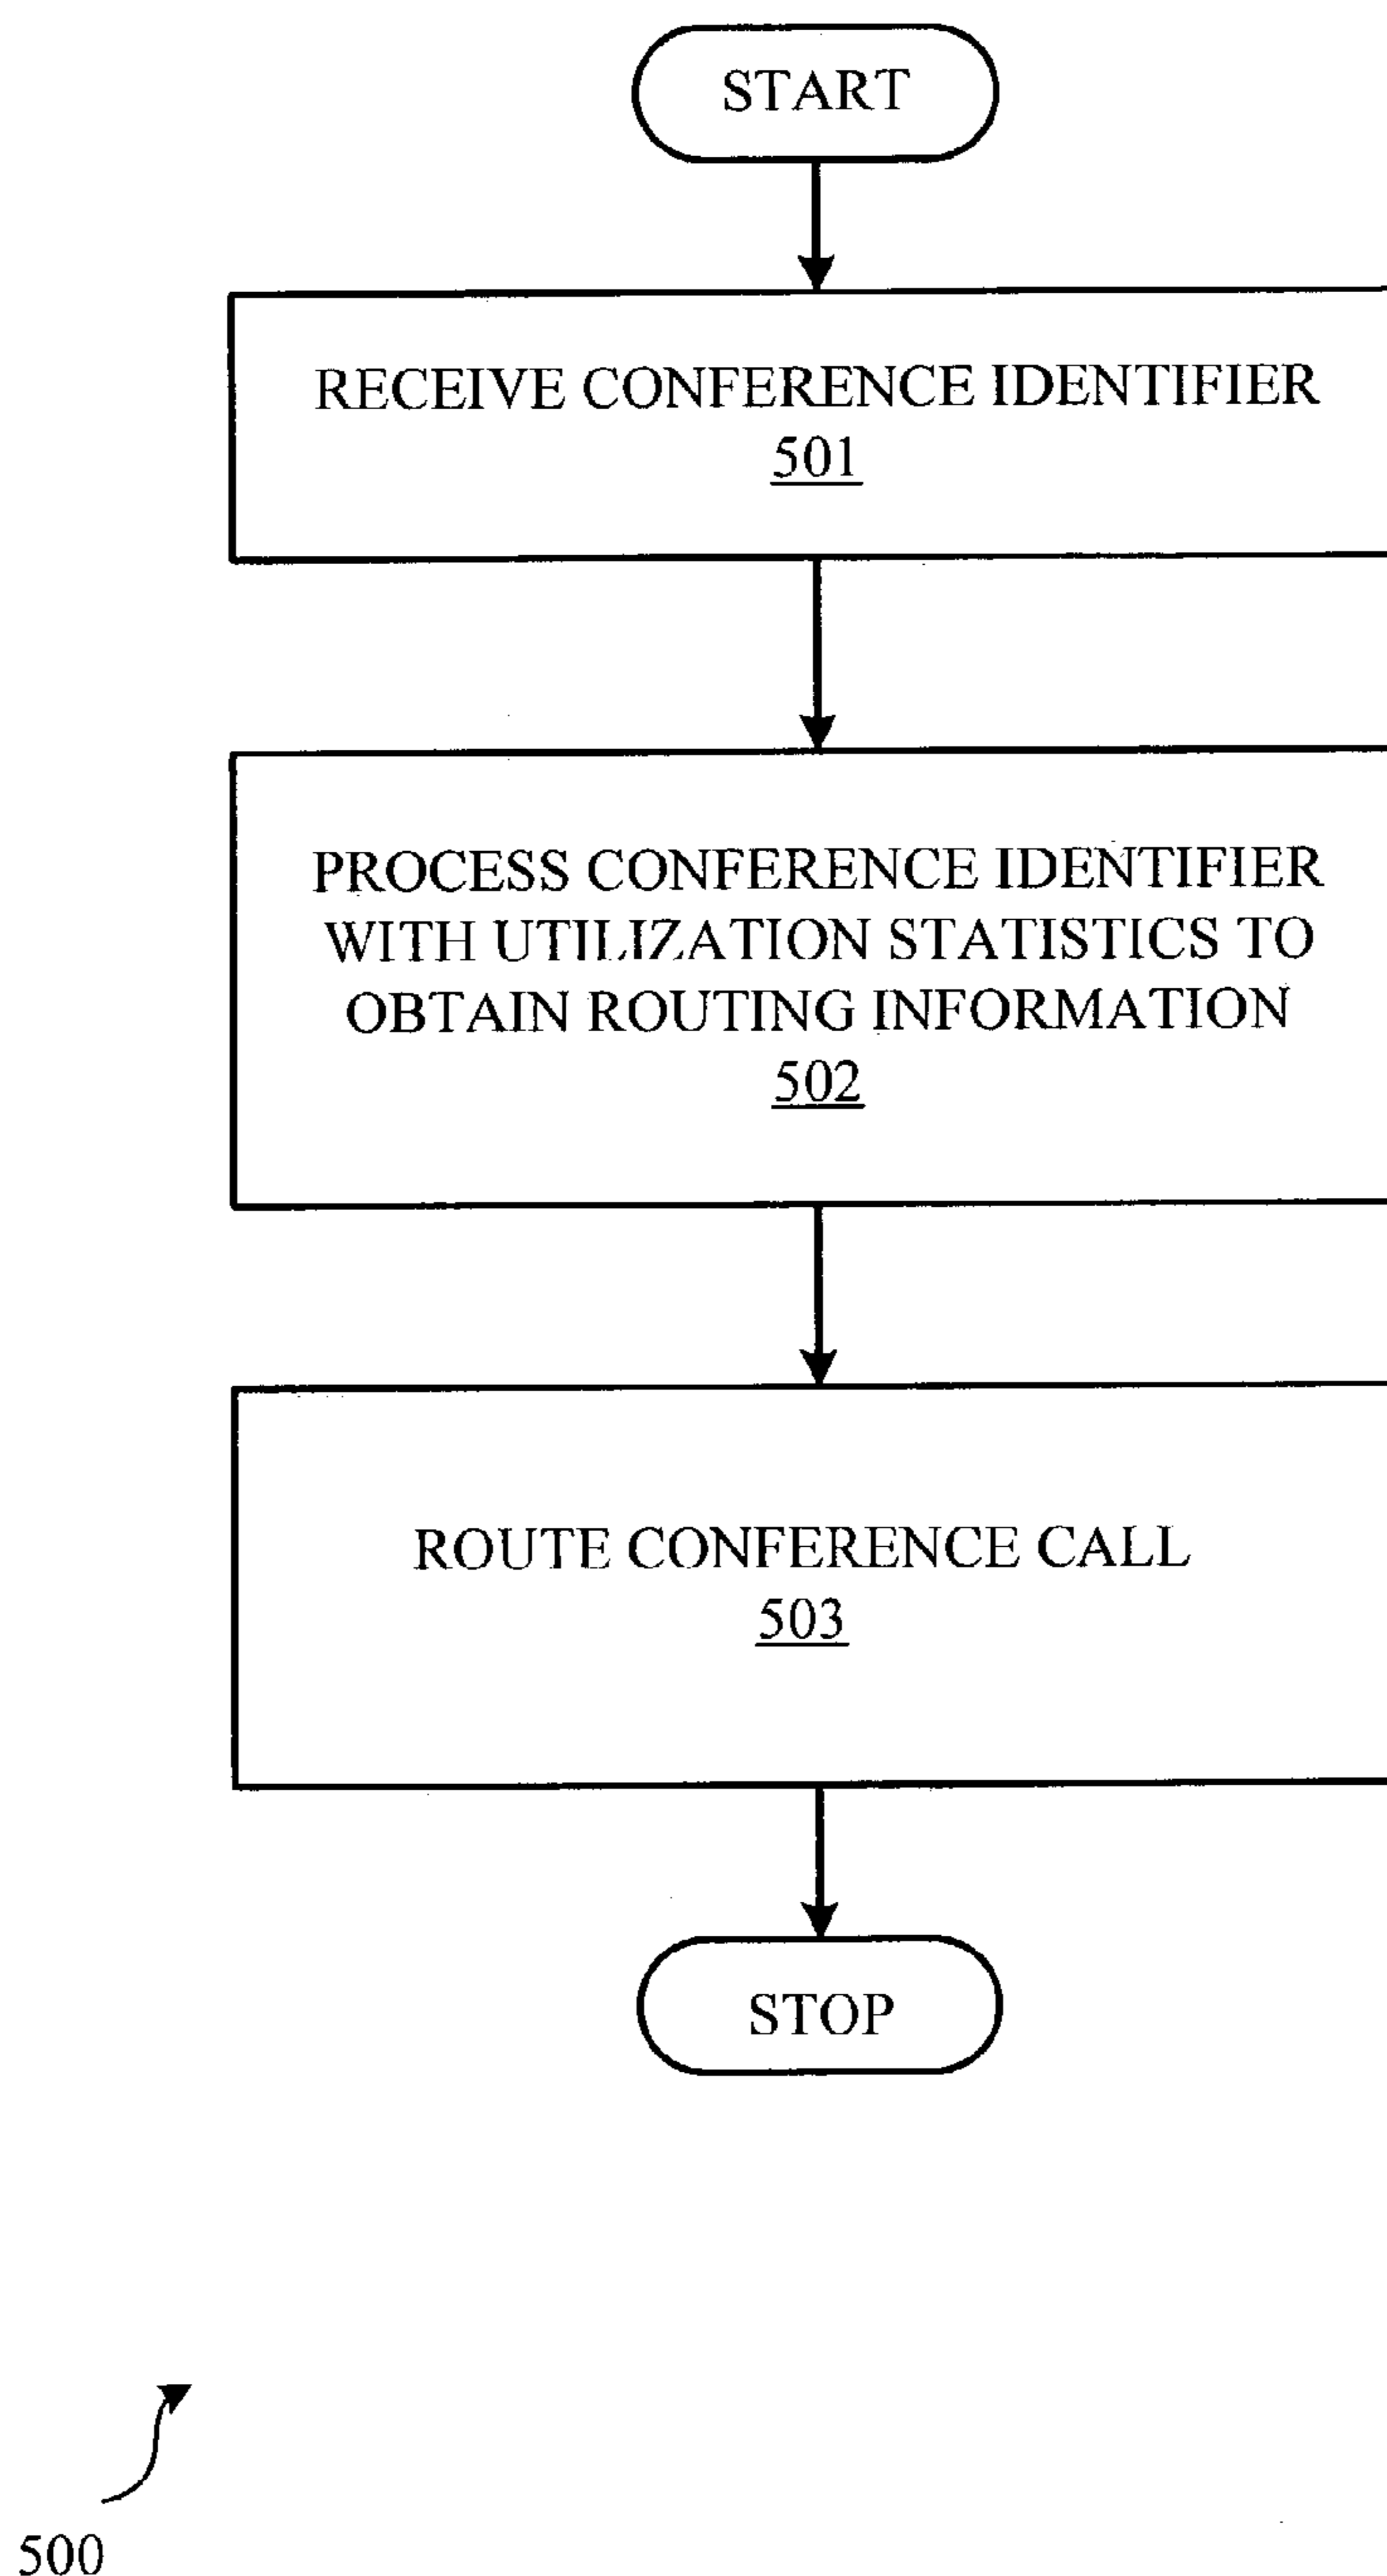 START
RECEIVE CONFERENCE IDENTIFIER
501
PROCESS CONFERENCE IDENTIFIER
WITH UTILIZATION STATISTICS TO
OBTAIN ROUTING INFORMATION
502
ROUTE CONFERENCE CALL
503
STOP
500